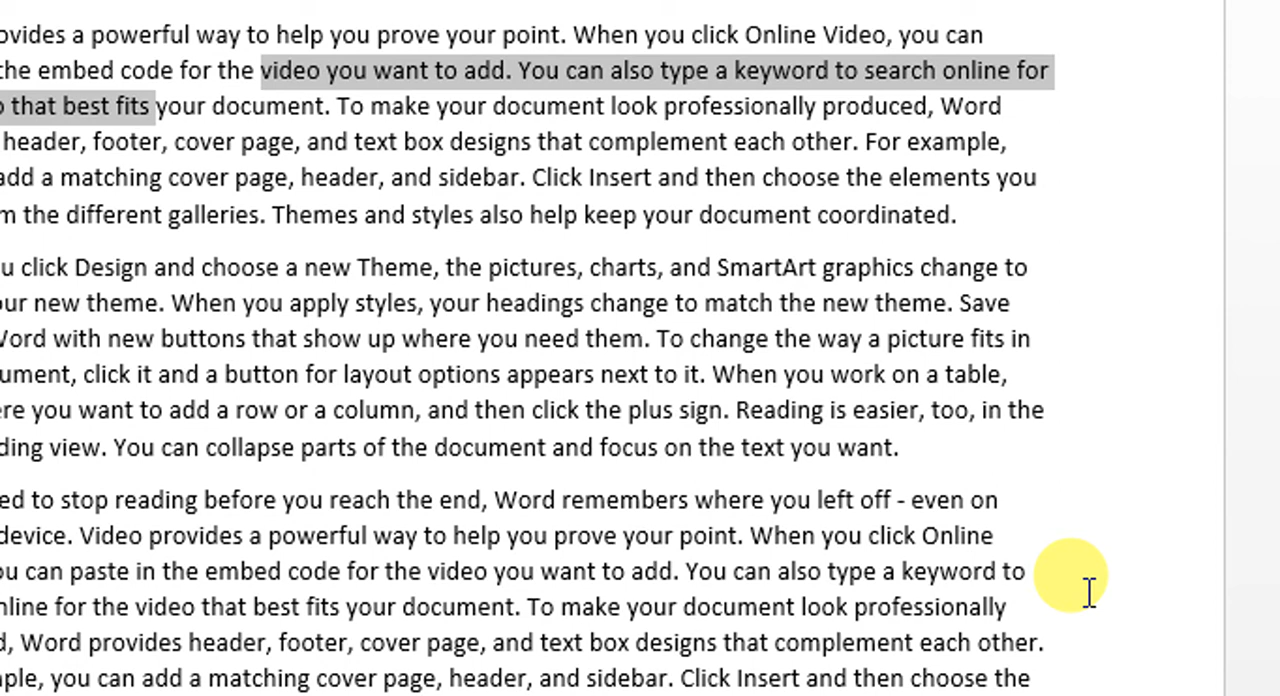 ovides a powerful way to help you prove your point. When you click Online Video, you can
the embed code for the video you want to add. You can also type a keyword to search online for
o that best fits your document. To make your document look professionally produced, Word
header, footer, cover page, and text box designs that complement each other. For example,
add a matching cover page, header, and sidebar. Click Insert and then choose the elements you
m the different galleries. Themes and styles also help keep your document coordinated.
u click Design and choose a new Theme, the pictures, charts, and SmartArt graphics change to
our new theme. When you apply styles, your headings change to match the new theme. Save
Word with new buttons that show up where you need them. To change the way a picture fits in
ument, click it and a button for layout options appears next to it. When you work on a table,
ere you want to add a row or a column, and then click the plus sign. Reading is easier, too, in the
ding view. You can collapse parts of the document and focus on the text you want.
ed to stop reading before you reach the end, Word remembers where you left off - even on
device. Video provides a powerful way to help you prove your point. When you click Online
ou can paste in the embed code for the video you want to add. You can also type a keyword to
nline for the video that best fits your document. To make your document look professionally
d, Word provides header, footer, cover page, and text box designs that complement each other.
mple, you can add a matching cover page, header, and sidebar. Click Insert and then choose the